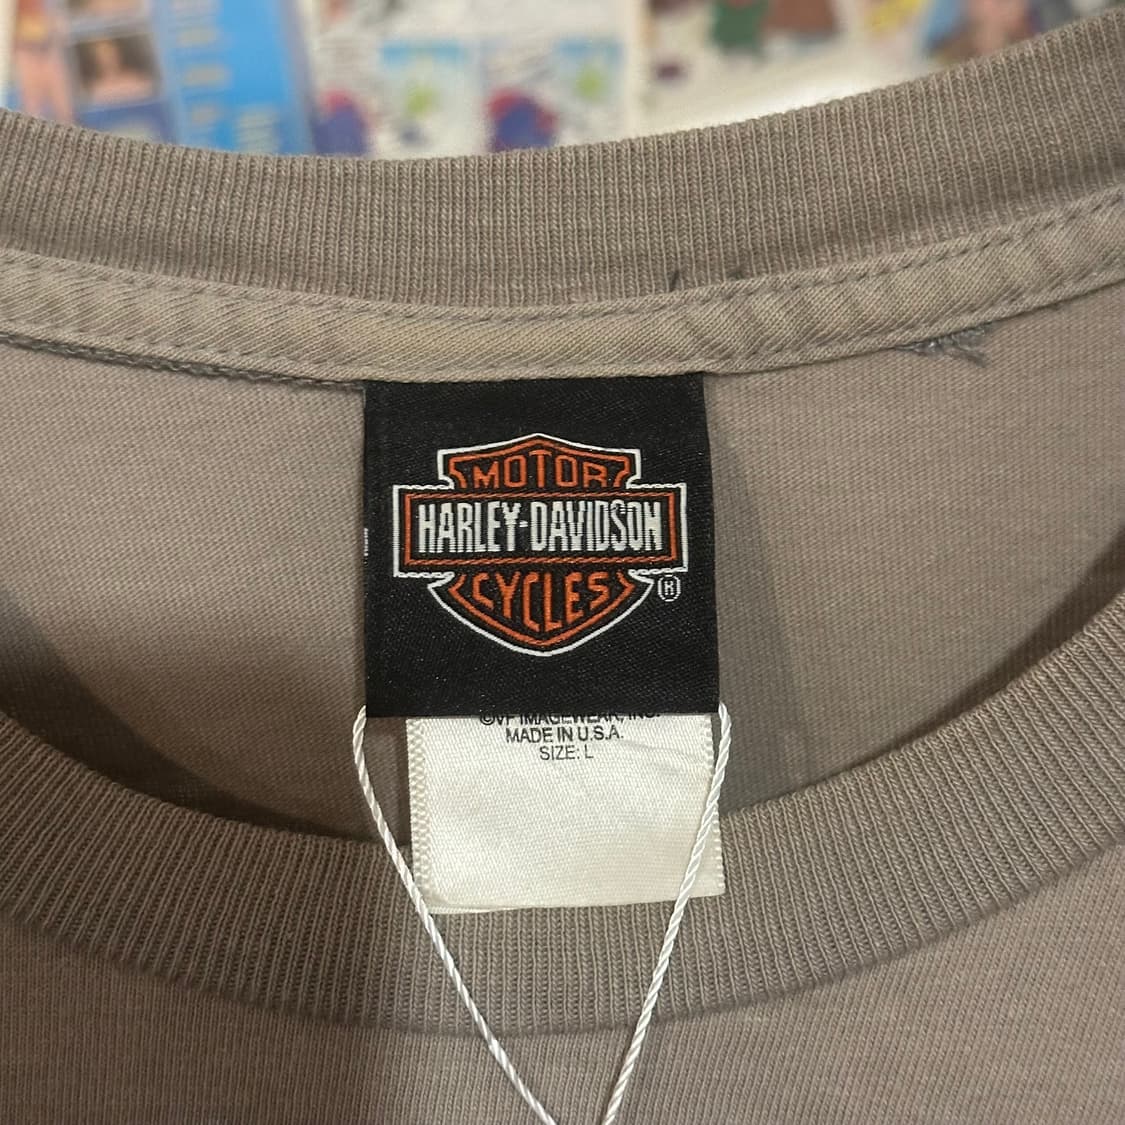 MOTOR
HARLEY-DAVIDSON
CYCLES
®
©VF IMAGEWEAR, INC.
MADE IN U.S.A.
SIZE: L